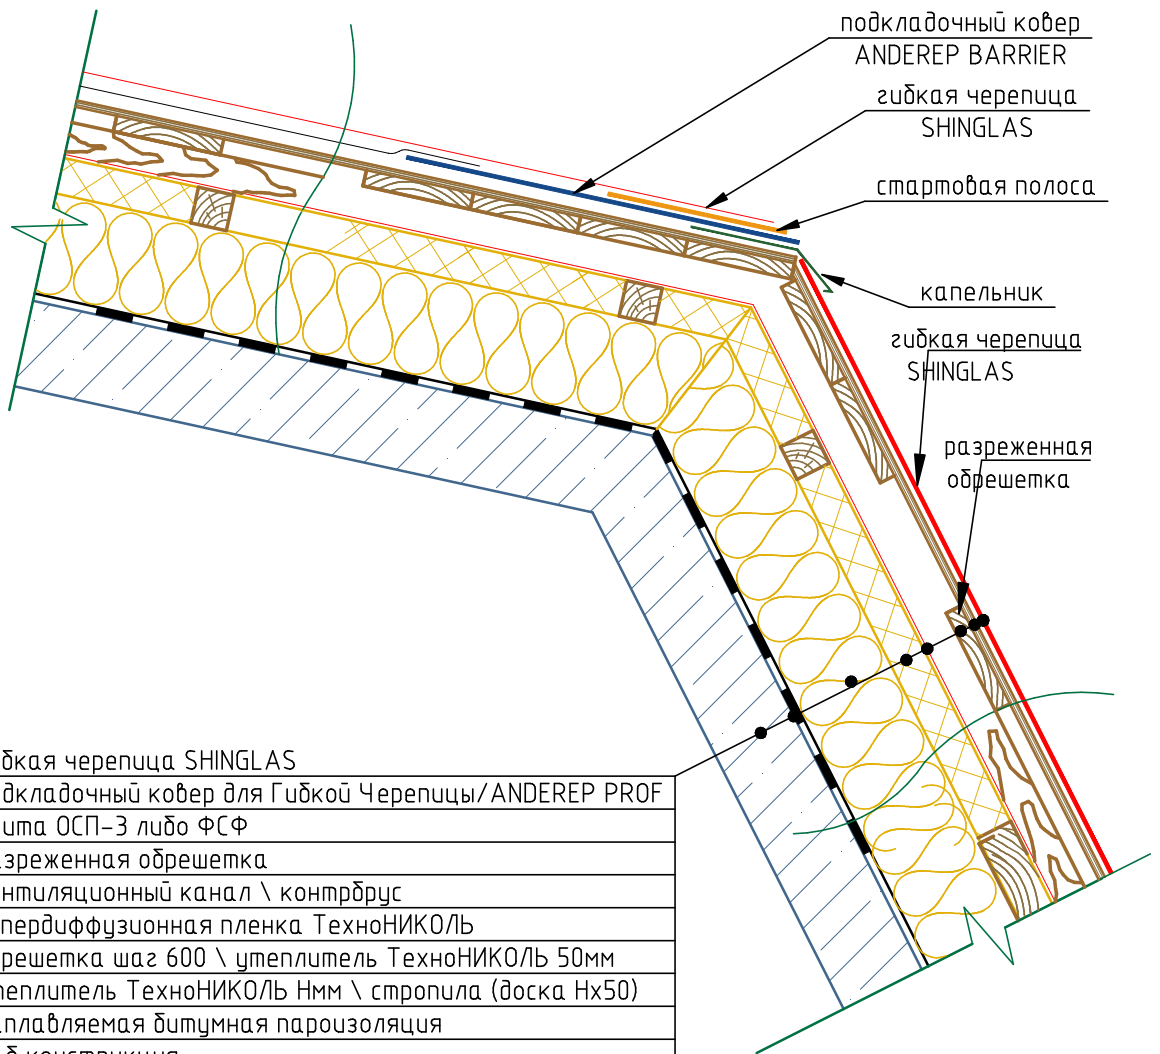 подкладочный ковер
ANDEREP BARRIER
гибкая черепица
SHINGLAS
стартовая полоса
капельник
гибкая черепица
SHINGLAS
разреженная
обрешетка
бкая черепица SHINGLAS
дкладочный ковер для Гибкой Черепицы/ANDEREP PROF
ита ОСП-3 либо ФСФ
зреженная обрешетка
нтиляционный канал \ контрбрус
пердиффузионная пленка ТехноНИКОЛЬ
решетка шаг 600 \ утеплитель ТехноНИКОЛЬ 50мм
теплитель ТехноНИКОЛЬ Нмм \ стропила (доска Нх50)
плавляемая битумная пароизоляция
б конструкция